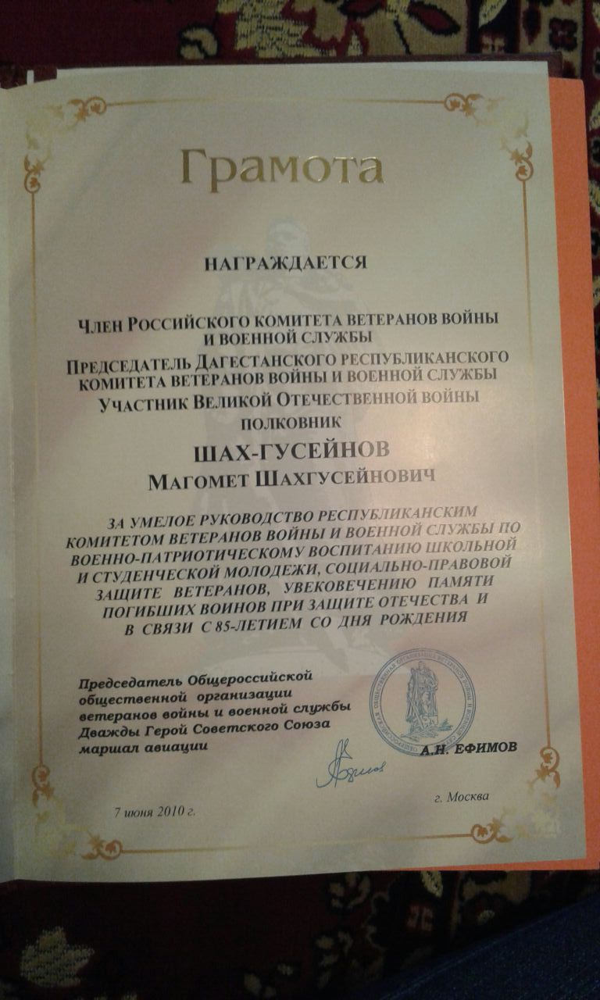 Грамота
НАГРАЖДАЕТСЯ
ЧЛЕН РОССИЙСКОГО КОМИТЕТА ВЕТЕРАНОВ ВОЙНЫ
И ВОЕННОЙ СЛУЖБЫ
ПРЕДСЕДАТЕЛЬ ДАГЕСТАНСКОГО РЕСПУБЛИКАНСКОГО
КОМИТЕТА ВЕТЕРАНОВ ВОЙНЫ И ВОЕННОЙ СЛУЖБЫ
УЧАСТНИК ВЕЛИКОЙ ОТЕЧЕСТВЕННОЙ ВОЙНЫ
ПОЛКОВНИК
ШАХ-ГУСЕЙНОВ
МАГОМЕТ ШАХГУСЕЙНОВИЧ
ЗА УМЕЛОЕ РУКОВОДСТВО РЕСПУБЛИКАНСКИМ
КОМИТЕТОМ ВЕТЕРАНОВ ВОЙНЫ И ВОЕННОЙ СЛУЖБЫ ПО
ВОЕННО-ПАТРИОТИЧЕСКОМУ ВОСПИТАНИЮ ШКОЛЬНОЙ
И СТУДЕНЧЕСКОЙ МОЛОДЕЖИ, СОЦИАЛЬНО-ПРАВОВОЙ
ЗАЩИТЕ ВЕТЕРАНОВ, УВЕКОВЕЧЕНИЮ ПАМЯТИ
ПОГИБШИХ ВОИНОВ ПРИ ЗАЩИТЕ ОТЕЧЕСТВА И
В СВЯЗИ С 85-ЛЕТИЕМ СО ДНЯ РОЖДЕНИЯ
Председатель Общероссийской
общественной организации
ветеранов войны и военной службы
Дважды Герой Советского Союза
маршал авиации
А.Н. ЕФИМОВ
г. Москва
7 июня 2010 г.